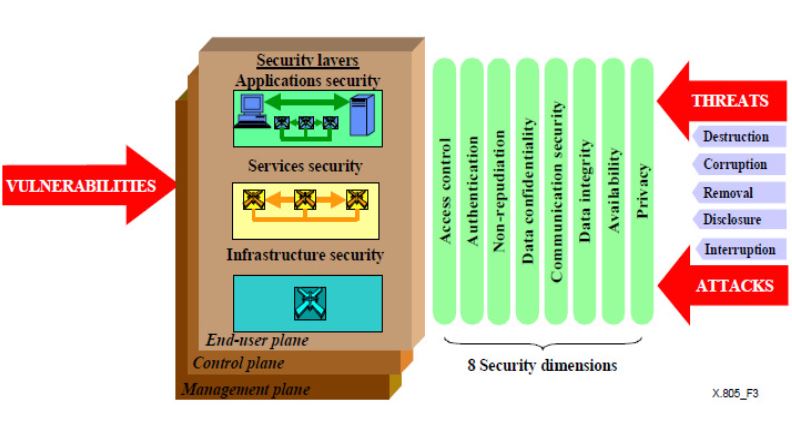 Security layers
Applications security
Services security
Infrastructure security
End-user plane
Control plane
Management plane
VULNERABILITIES
Access control
Authentication
Non-repudiation
Data confidentiality
Communication security
Data integrity
Availability
Privacy
8 Security dimensions
THREATS
Destruction
Corruption
Removal
Disclosure
Interruption
ATTACKS
X.805_F3